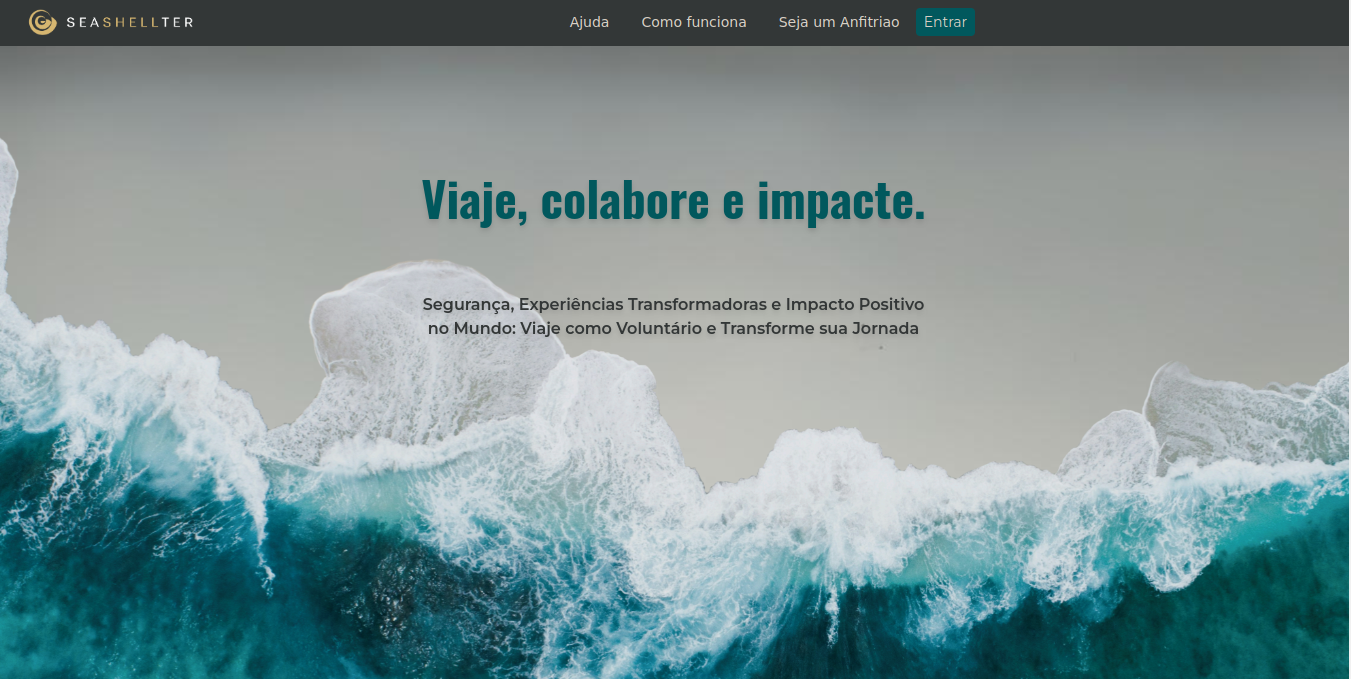 SEASHELLTER
Ajuda Como funciona Seja um Anfitriao Entrar
Viaje, colabore e impacte.
Segurança, Experiências Transformadoras e Impacto Positivo
no Mundo: Viaje como Voluntário e Transforme sua Jornada